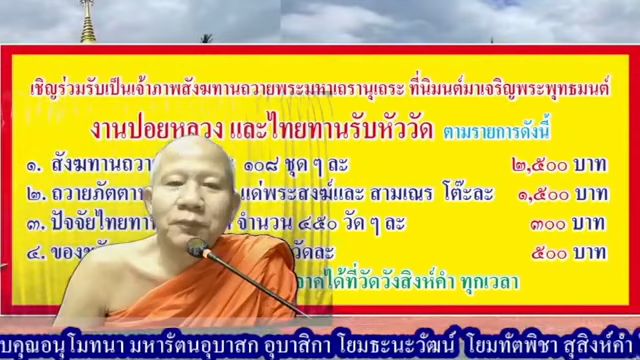 เชิญร่วมรับเป็นเจ้าภาพสังฆทานถวายพระมหาเถรานุเถระ ที่นิมนต์มาเจริญพระพุทธมนต์
งานปอยหลวง และไทยทานรับหัววัด ตามรายการดังนี้
๑. สังฆทานถวาย ๑๐๘ ชุด ๆ ละ ๒,๕๐๐ บาท
๒. ถวายภัตตา แด่พระสงฆ์และ สามเณร โต๊ะละ ๑,๕๐๐ บาท
๓. ปัจจัยไทยทาน จำนวน ๔๕๐ วัด ๆ ละ ๓๐๐ บาท
๔. วัดละ ๕๐๐ บาท
ได้ที่วัดวังสิงห์คำ ทุกเวลา
บคุณอนุโมทนา มหารัตนอุบาสก อุบาสิกา โยมธะนะวัฒน์ โยมทัตพิชา สุสิงห์คำ